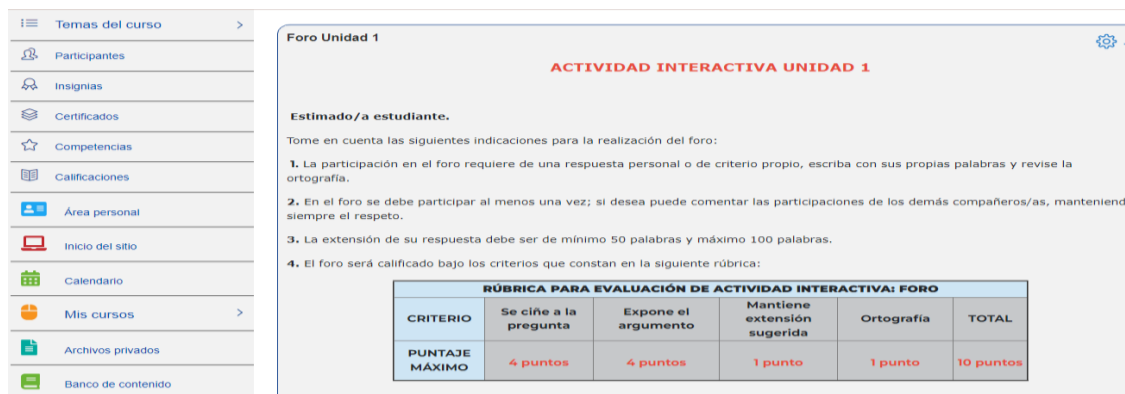 Temas del curso >
Participantes
Insignias
Certificados
Competencias
Calificaciones
Área personal
Inicio del sitio
Calendario
Mis cursos >
Archivos privados
Banco de contenido
Foro Unidad 1
ACTIVIDAD INTERACTIVA UNIDAD 1
Estimado/a estudiante.
Tome en cuenta las siguientes indicaciones para la realización del foro:
1. La participación en el foro requiere de una respuesta personal o de criterio propio, escriba con sus propias palabras y revise la
ortografía.
2. En el foro se debe participar al menos una vez; si desea puede comentar las participaciones de los demás compañeros/as, manteniend
siempre el respeto.
3. La extensión de su respuesta debe ser de mínimo 50 palabras y máximo 100 palabras.
4. El foro será calificado bajo los criterios que constan en la siguiente rúbrica:
RÚBRICA PARA EVALUACIÓN DE ACTIVIDAD INTERACTIVA: FORO
CRITERIO
Se ciñe a la
pregunta
Expone el
argumento
Mantiene
extensión
sugerida
Ortografía
TOTAL
PUNTAJE
MÁXIMO
4 puntos
4 puntos
1 punto
1 punto
10 puntos